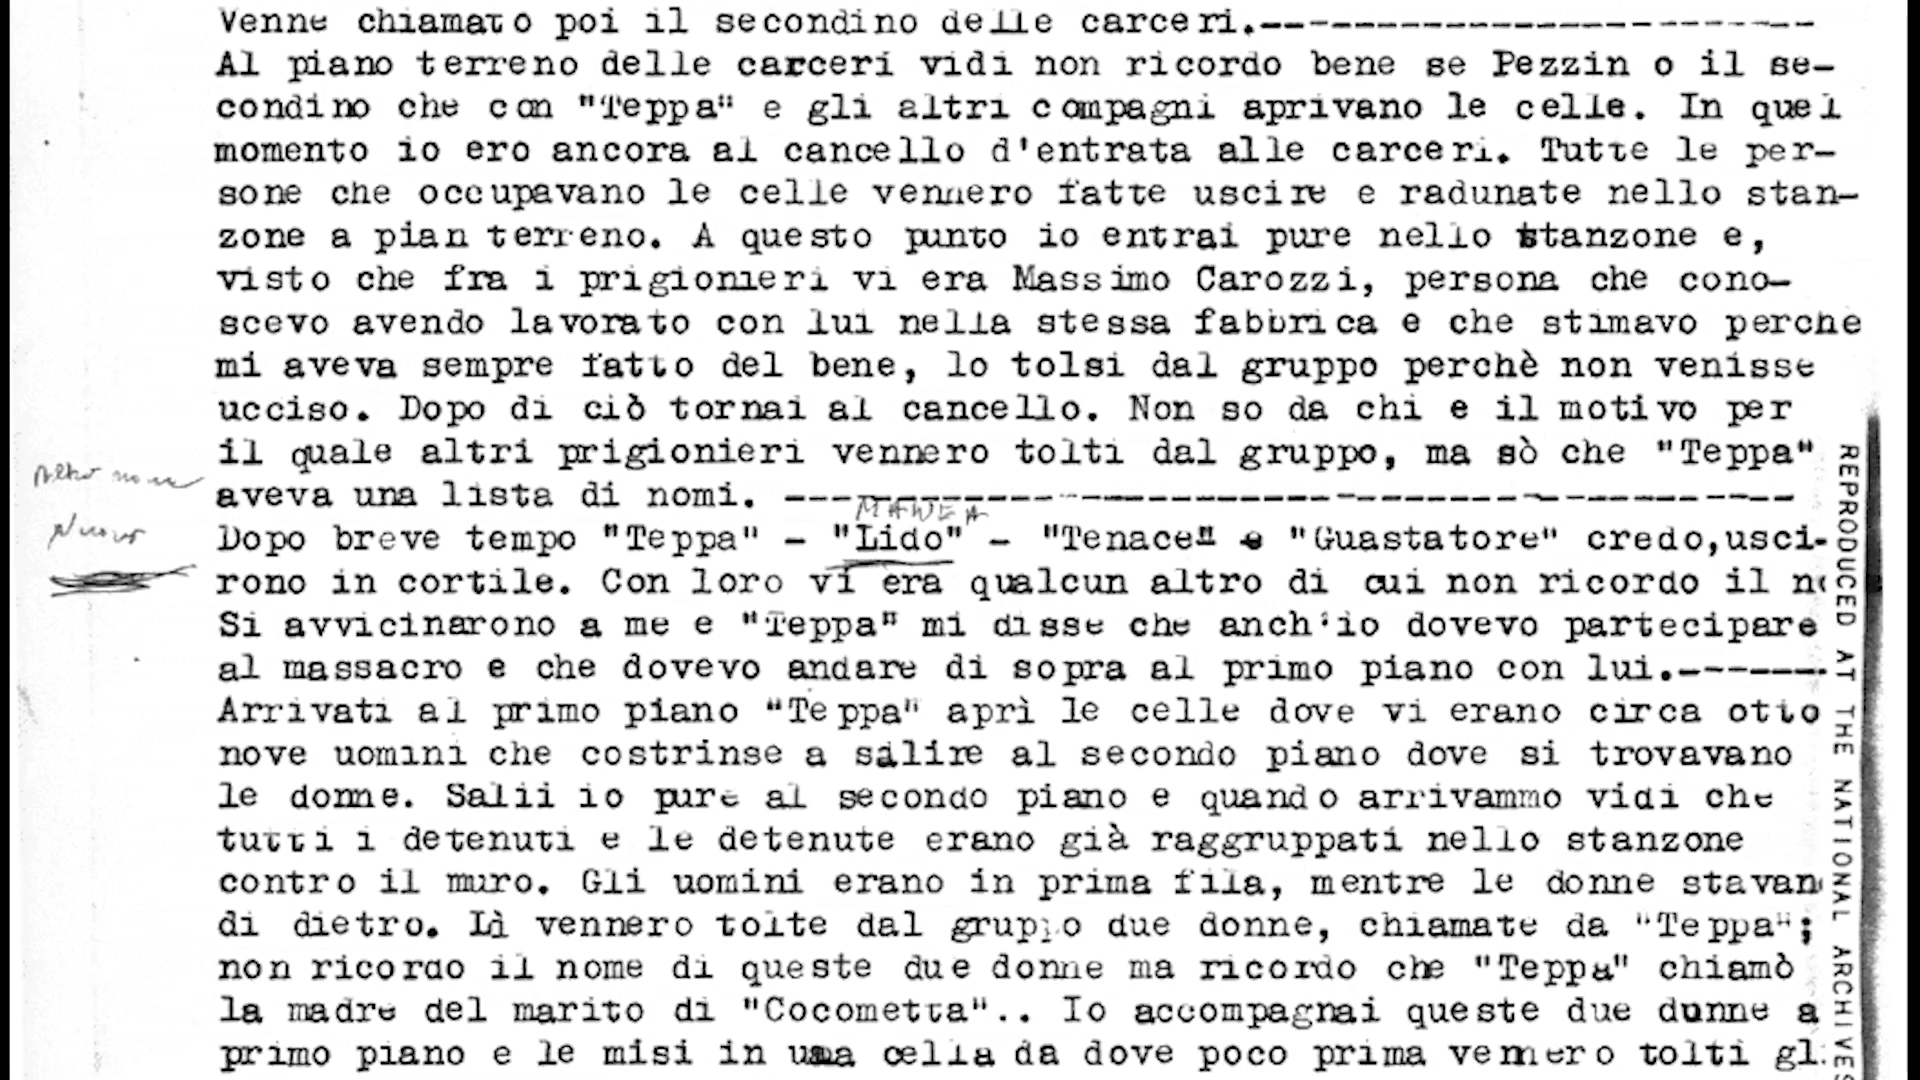 Venne chiamato poi il secondino delle carceri.------------------------
Al piano terreno delle carceri vidi non ricordo bene se Pezzin o il se-
condino che con "Teppa" e gli altri compagni aprivano le celle. In quel
momento io ero ancora al cancello d'entrata alle carceri. Tutte le per-
sone che occupavano le celle vennero fatte uscire e radunate nello stan-
zone a pian terreno. A questo punto io entrai pure nello stanzone e,
visto che fra i prigionieri vi era Massimo Carozzi, persona che cono-
scevo avendo lavorato con lui nella stessa fabbrica e che stimavo perche
mi aveva sempre fatto del bene, lo tolsi dal gruppo perchè non venisse
ucciso. Dopo di ciò tornai al cancello. Non so da chi e il motivo per
il quale altri prigionieri vennero tolti dal gruppo, ma sò che "Teppa"
aveva una lista di nomi. --------------------------------------------
Dopo breve tempo "Teppa" - "Lido" - "Tenace" e "Guastatore" credo,usci-
rono in cortile. Con loro vi era qualcun altro di cui non ricordo il
Si avvicinarono a me e "Teppa" mi disse che anch'io dovevo partecipare
al massacro e che dovevo andare di sopra al primo piano con lui.-------
Arrivati al primo piano "Teppa" aprì le celle dove vi erano circa otto
nove uomini che costrinse a salire al secondo piano dove si trovavano
le donne. Salii io pure al secondo piano e quando arrivammo vidi che
tutti i detenuti e le detenute erano già raggruppati nello stanzone
contro il muro. Gli uomini erano in prima fila, mentre le donne stavan
di dietro. Là vennero tolte dal gruppo due donne, chiamate da "Teppa";
non ricordo il nome di queste due donne ma ricordo che "Teppa" chiamò
la madre del marito di "Cocometta".. Io accompagnai queste due dunne a
primo piano e le misi in una cella da dove poco prima vennero tolti gl
REPRODUCED AT THE NATIONAL ARCHIVES